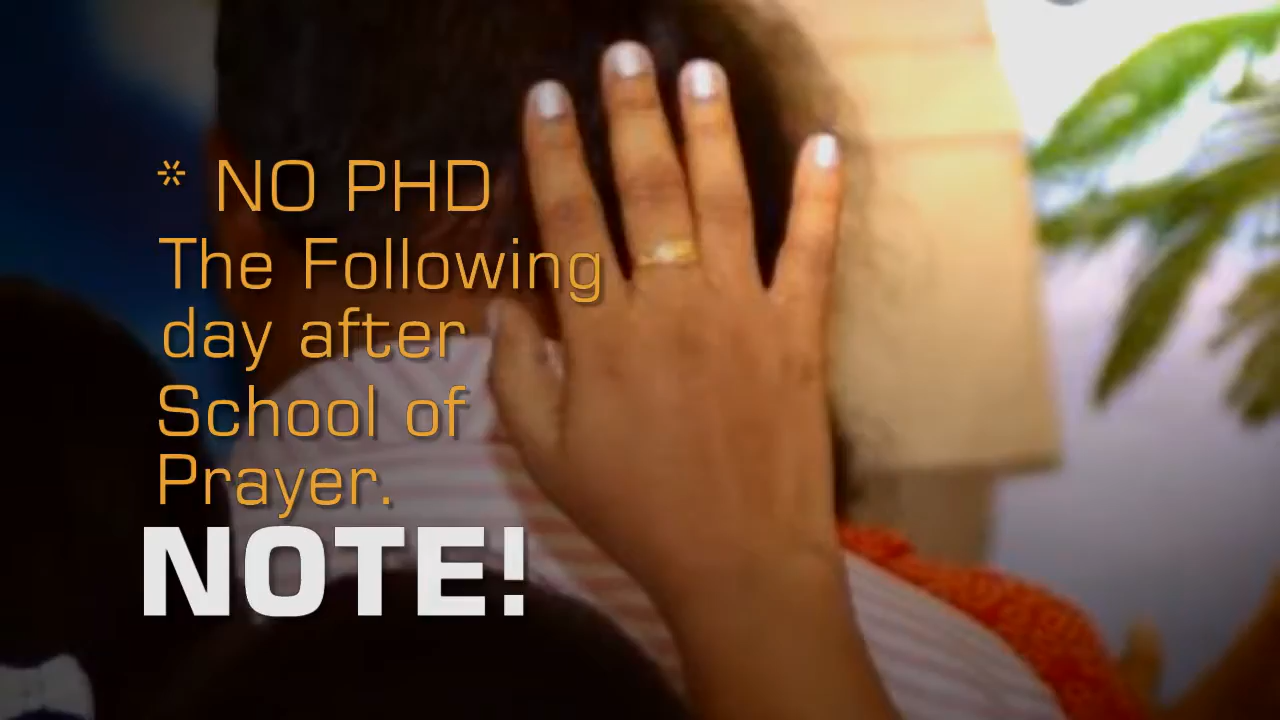 * NO PHD
The Following
day after
School of
Prayer.
NOTE!